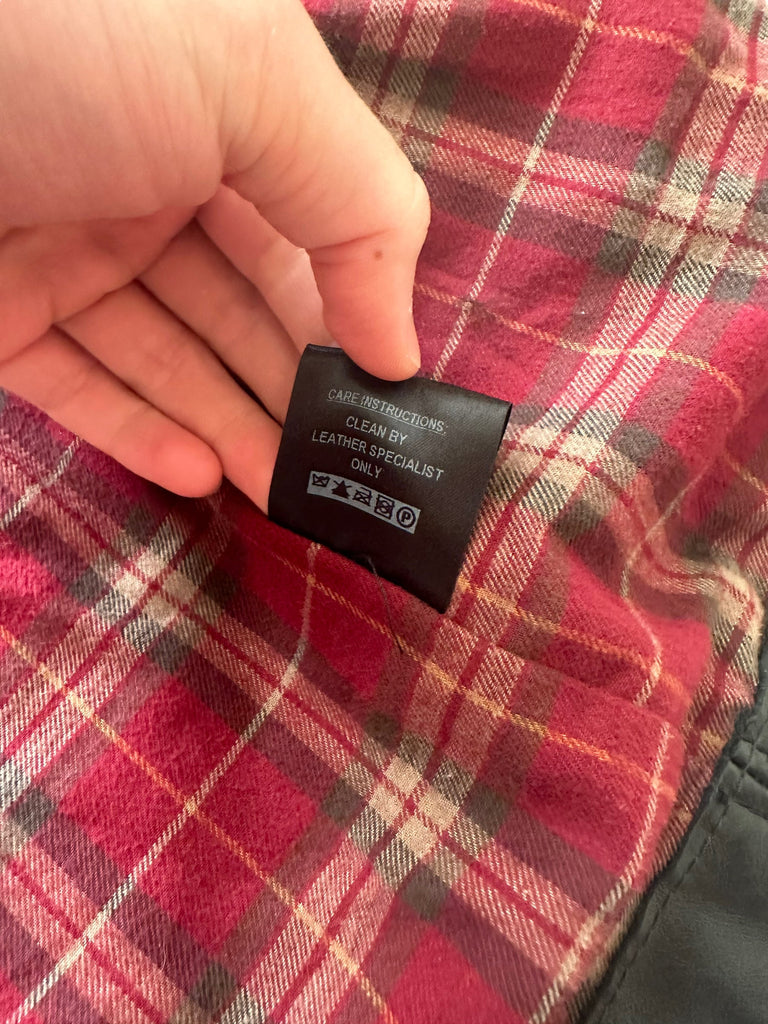 CARE INSTRUCTIONS:
CLEAN BY
LEATHER SPECIALIST
ONLY
P